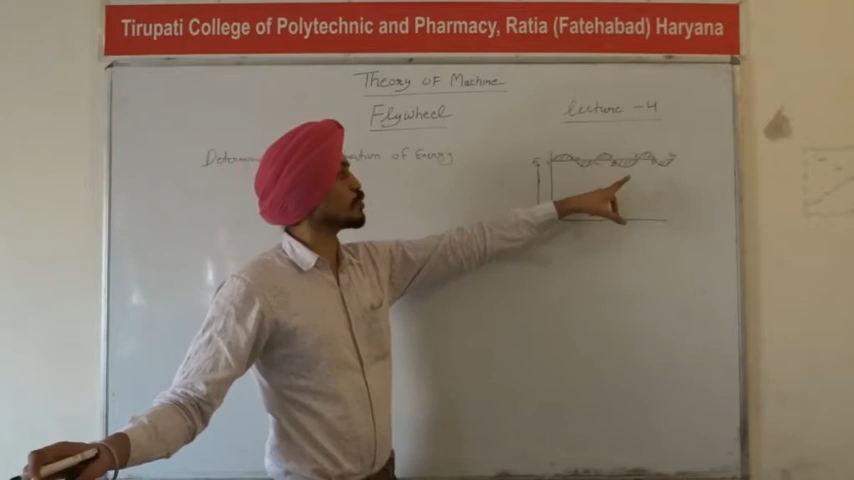 Tirupati College of Polytechnic and Pharmacy, Ratia (Fatehabad) Haryana
Theory of Machine
Flywheel
Lecture - 4
of Energy